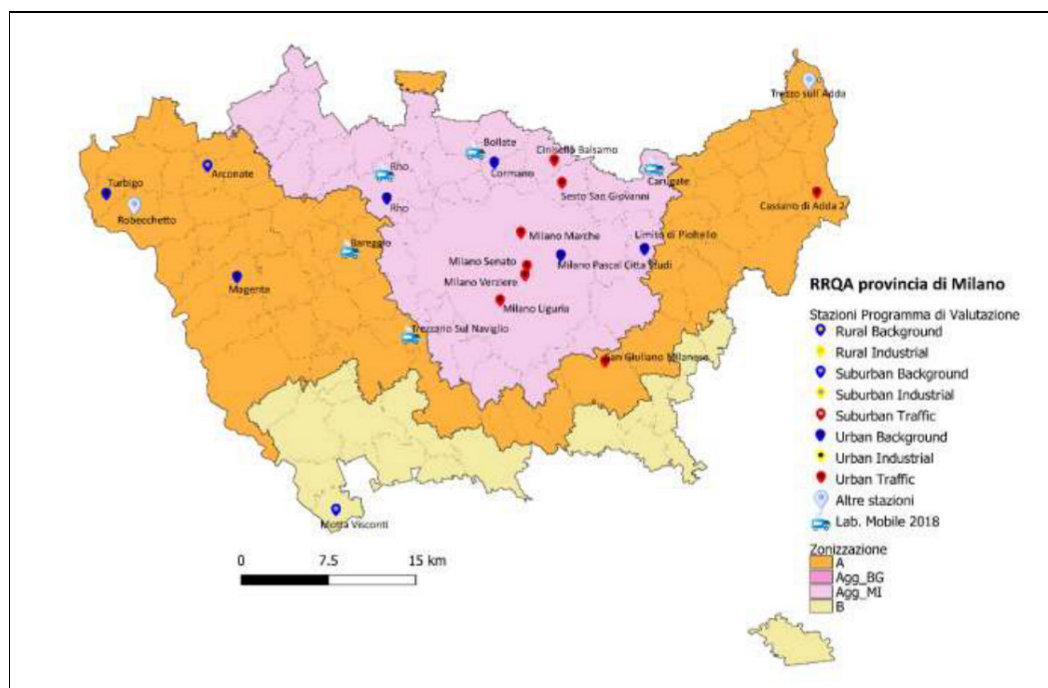 Trezzo sull'Adda
Bollate
Cinisello Balsamo
Cormano
Rho
Carugate
Arconate
Turbigo
Sesto San Giovanni
Cassano di Adda 2
Robecchetto
Rho
Milano Marche
Limito di Pioltello
Bareggio
Milano Senato
Milano Pascal Città Studi
Milano Verziere
Magenta
Milano Liguria
Trezzano Sul Naviglio
San Giuliano Milanese
Motta Visconti
0 7.5 15 km
RRQA provincia di Milano
Stazioni Programma di Valutazione
Rural Background
Rural Industrial
Suburban Background
Suburban Industrial
Suburban Traffic
Urban Background
Urban Industrial
Urban Traffic
Altre stazioni
Lab. Mobile 2018
Zonizzazione
A
Agg_BG
Agg_MI
B